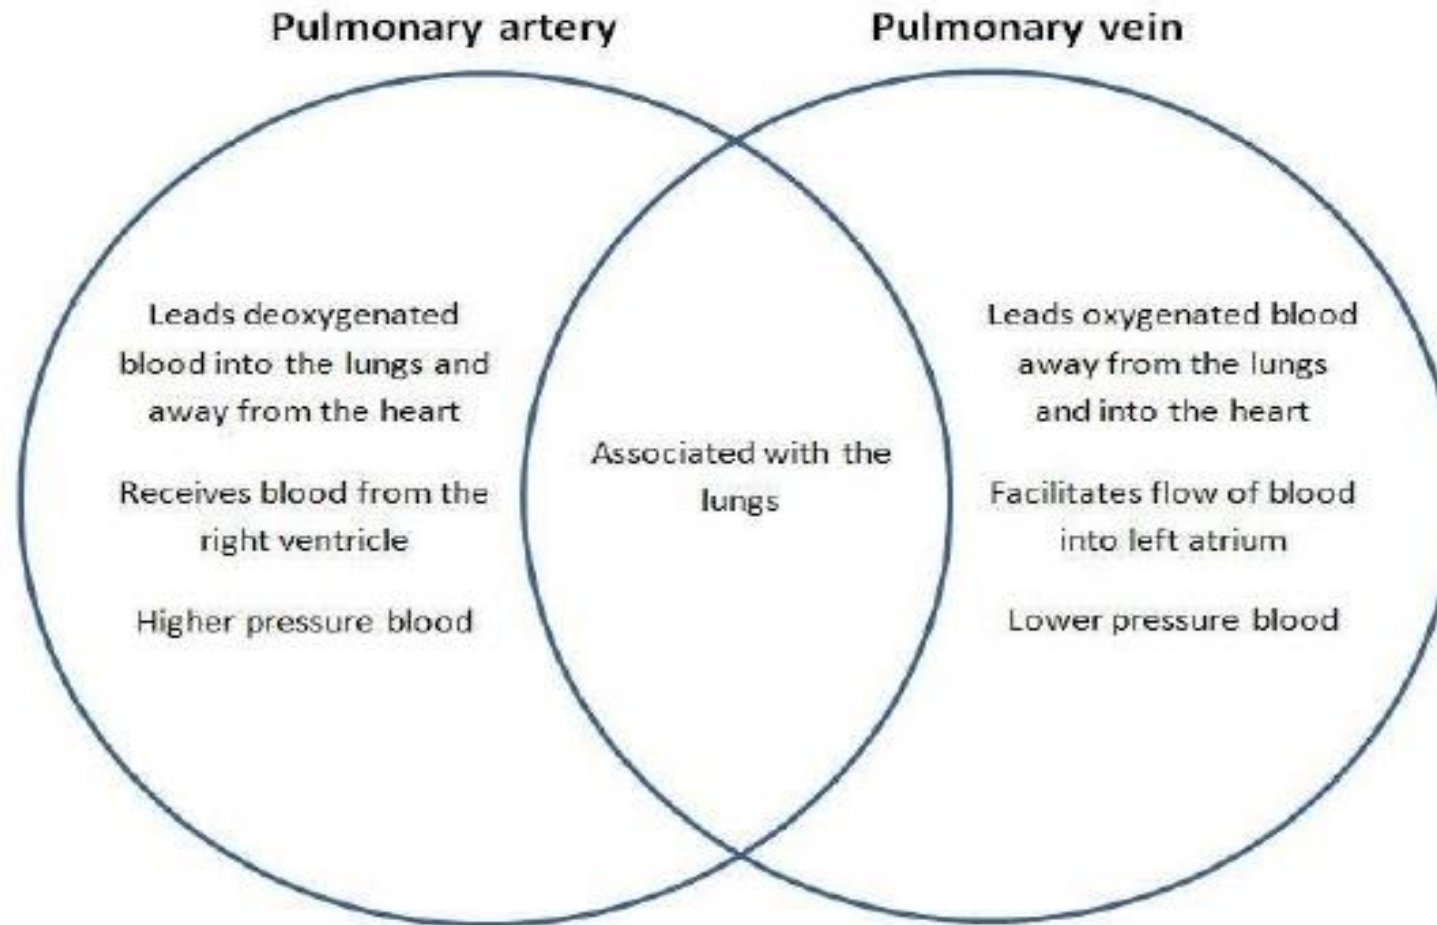 Pulmonary artery
Pulmonary vein
Leads deoxygenated
blood into the lungs and
away from the heart
Receives blood from the
right ventricle
Higher pressure blood
Associated with the
lungs
Leads oxygenated blood
away from the lungs
and into the heart
Facilitates flow of blood
into left atrium
Lower pressure blood